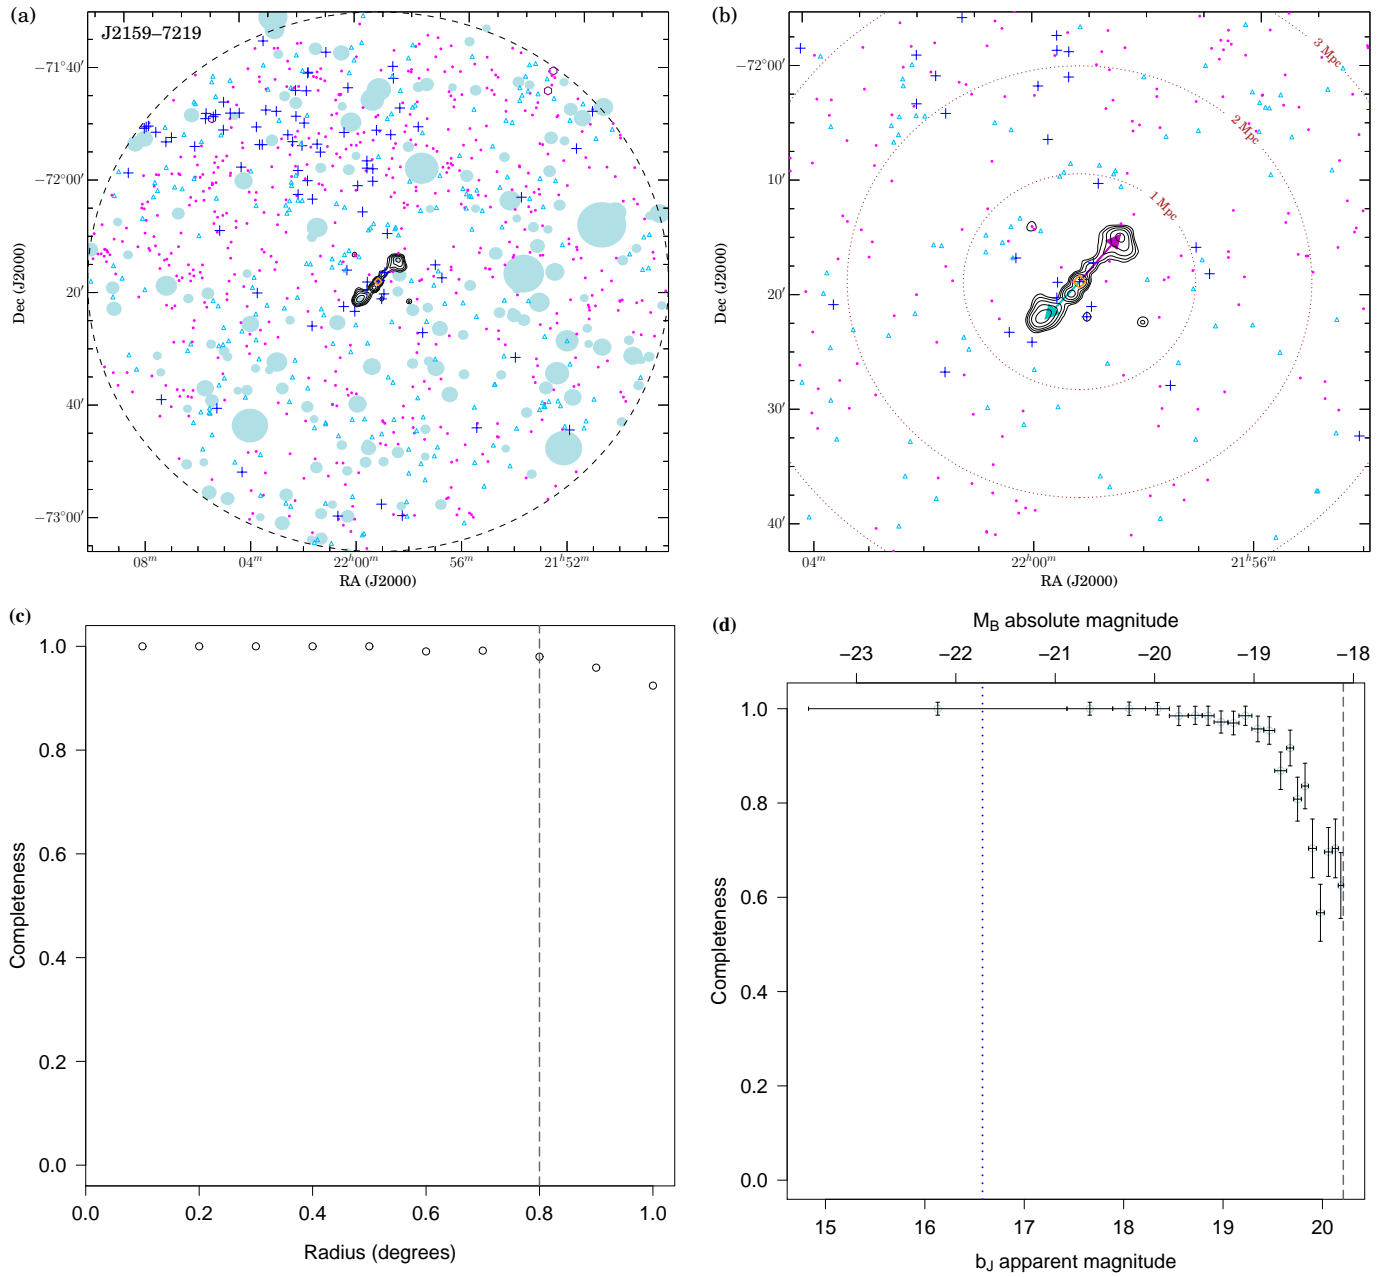 (a)
J2159–7219
−71°40′
−72°00′
20′
40′
−73°00′
Dec (J2000)
08ᵐ
04ᵐ
22ʰ00ᵐ
56ᵐ
21ʰ52ᵐ
RA (J2000)
(b)
3 Mpc
2 Mpc
1 Mpc
−72°00′
10′
20′
30′
40′
Dec (J2000)
04ᵐ
22ʰ00ᵐ
21ʰ56ᵐ
RA (J2000)
(c)
1.0
0.8
0.6
0.4
0.2
0.0
Completeness
0.0 0.2 0.4 0.6 0.8 1.0
Radius (degrees)
(d)
M_B absolute magnitude
−23 −22 −21 −20 −19 −18
1.0
0.8
0.6
0.4
0.2
0.0
Completeness
15 16 17 18 19 20
b_J apparent magnitude